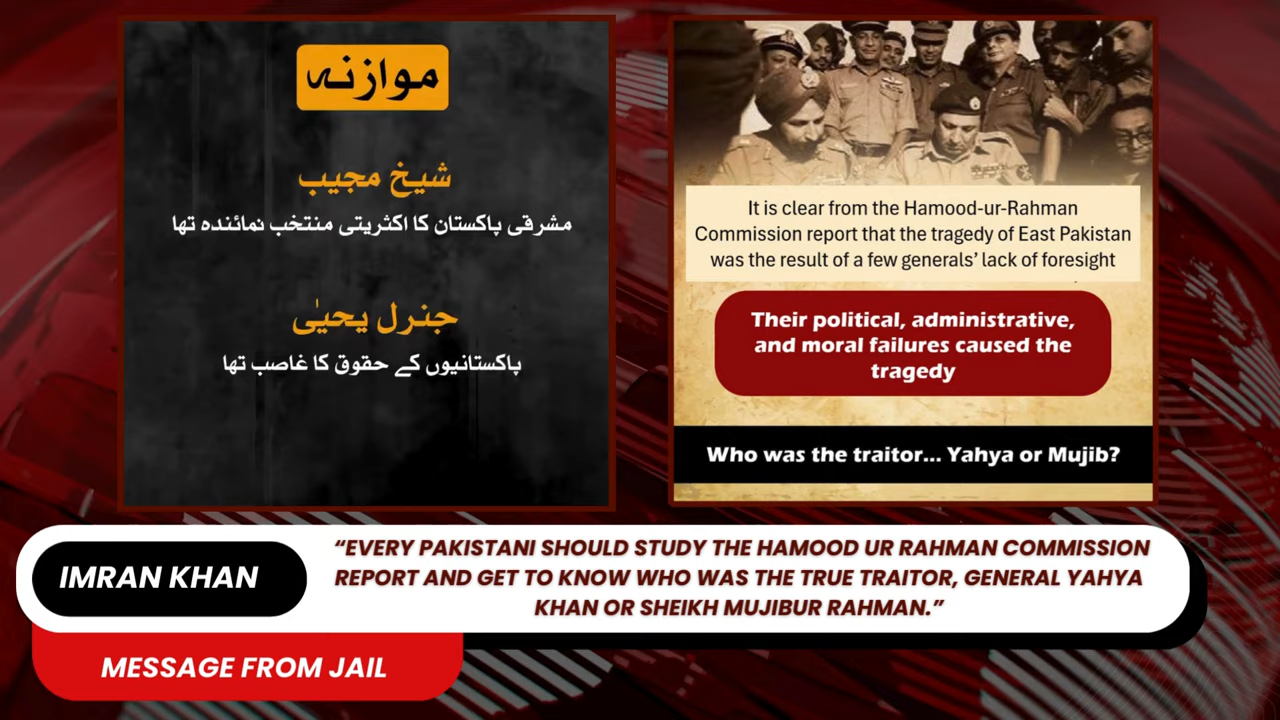 موازنہ
شیخ مجیب
مشرقی پاکستان کا اکثریتی منتخب نمائندہ تھا
جنرل یحییٰ
پاکستانیوں کے حقوق کا غاصب تھا
It is clear from the Hamood-ur-Rahman
Commission report that the tragedy of East Pakistan
was the result of a few generals’ lack of foresight
Their political, administrative,
and moral failures caused the
tragedy
Who was the traitor... Yahya or Mujib?
IMRAN KHAN
“EVERY PAKISTANI SHOULD STUDY THE HAMOOD UR RAHMAN COMMISSION
REPORT AND GET TO KNOW WHO WAS THE TRUE TRAITOR, GENERAL YAHYA
KHAN OR SHEIKH MUJIBUR RAHMAN.”
MESSAGE FROM JAIL